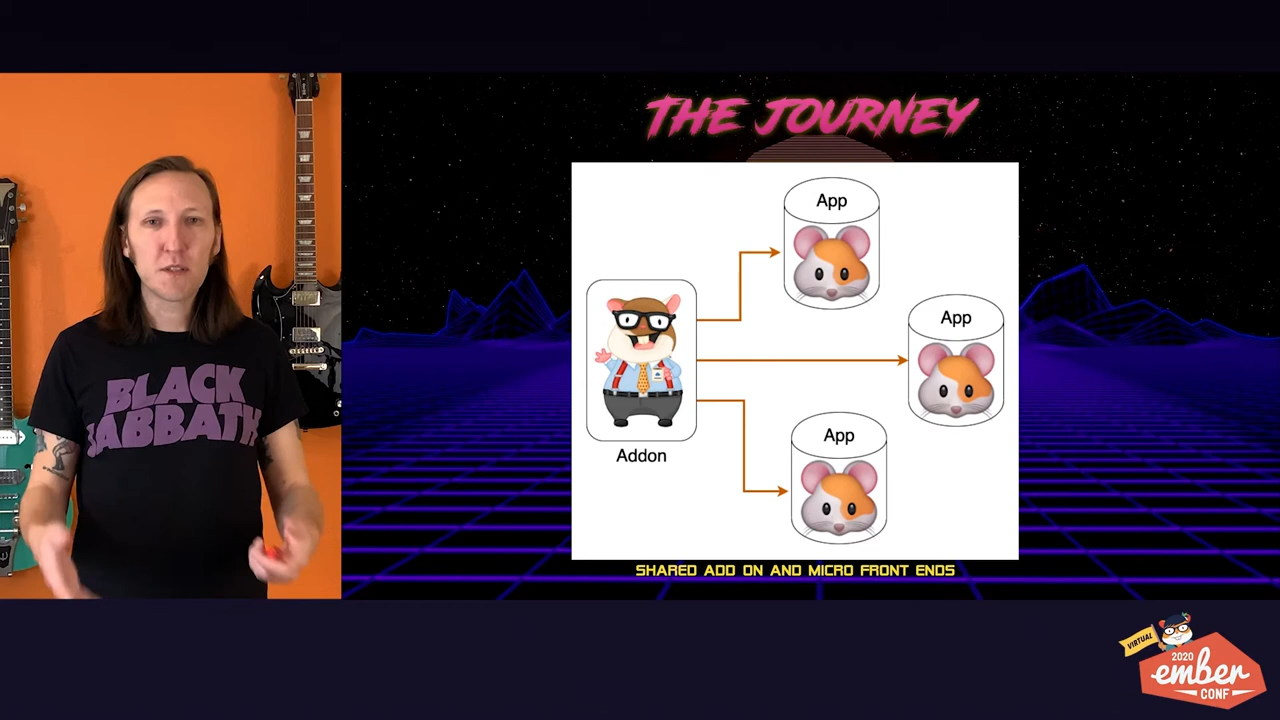 THE JOURNEY
App
App
App
Addon
SHARED ADD ON AND MICRO FRONT ENDS
BLACK
SABBATH
VIRTUAL
2020
ember
CONF